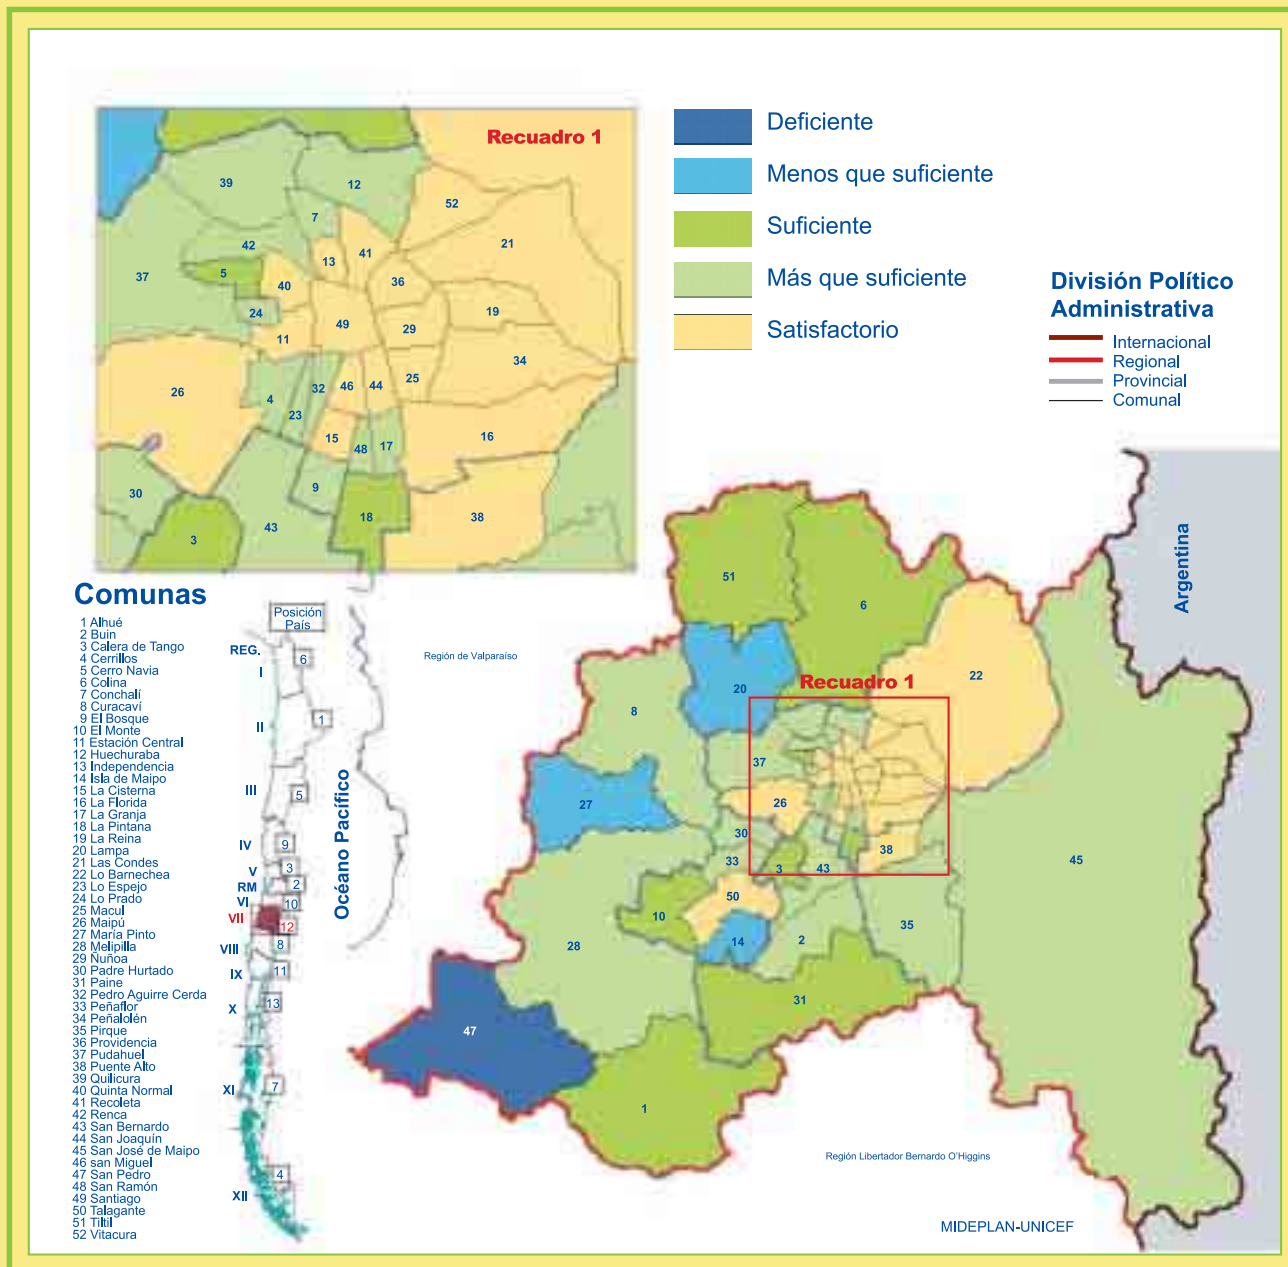 Recuadro 1
39
12
52
7
21
42
41
13
37
5
36
40
24
19
49
29
11
34
25
26
32
46
44
4
23
16
15
48
17
9
30
18
38
43
3
Deficiente
Menos que suficiente
Suficiente
Más que suficiente
Satisfactorio
División Político
Administrativa
Internacional
Regional
Provincial
Comunal
Comunas
1 Alhué
2 Buin
3 Calera de Tango
4 Cerrillos
5 Cerro Navia
6 Colina
7 Conchalí
8 Curacaví
9 El Bosque
10 El Monte
11 Estación Central
12 Huechuraba
13 Independencia
14 Isla de Maipo
15 La Cisterna
16 La Florida
17 La Granja
18 La Pintana
19 La Reina
20 Lampa
21 Las Condes
22 Lo Barnechea
23 Lo Espejo
24 Lo Prado
25 Macul
26 Maipú
27 María Pinto
28 Melipilla
29 Ñuñoa
30 Padre Hurtado
31 Paine
32 Pedro Aguirre Cerda
33 Peñaflor
34 Peñalolén
35 Pirque
36 Providencia
37 Pudahuel
38 Puente Alto
39 Quilicura
40 Quinta Normal
41 Recoleta
42 Renca
43 San Bernardo
44 San Joaquín
45 San José de Maipo
46 san Miguel
47 San Pedro
48 San Ramón
49 Santiago
50 Talagante
51 Tiltil
52 Vitacura
Posición
País
REG.
I
II
III
IV
V
RM
VI
VII
VIII
IX
X
XI
XII
6
1
5
9
3
2
10
12
8
11
13
7
4
Océano Pacífico
Región de Valparaíso
Argentina
51
6
22
20
Recuadro 1
8
37
27
26
30
38
45
33
3
43
50
10
35
14
2
28
31
47
1
Región Libertador Bernardo O'Higgins
MIDEPLAN-UNICEF